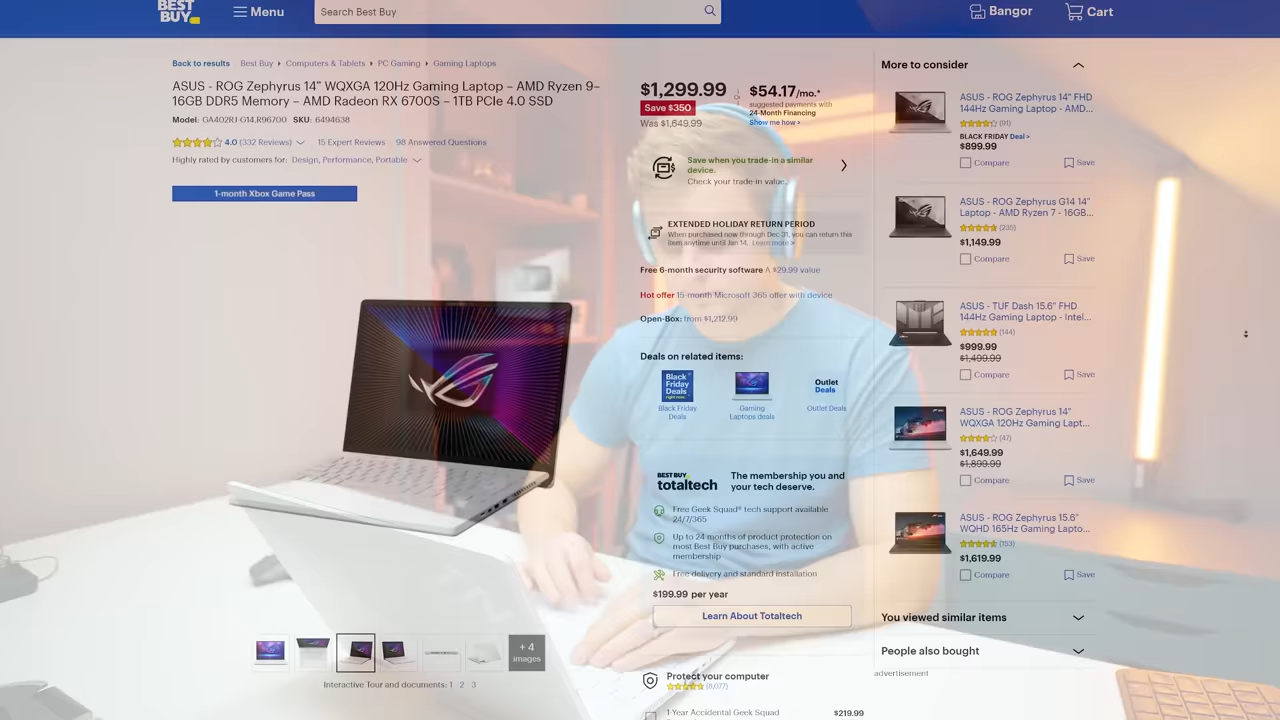 BEST
BUY
Menu
Search Best Buy
Bangor
Cart
Back to results
Best Buy
Computers & Tablets
PC Gaming
Gaming Laptops
ASUS - ROG Zephyrus 14" WQXGA 120Hz Gaming Laptop – AMD Ryzen 9–
16GB DDR5 Memory – AMD Radeon RX 6700S – 1TB PCIe 4.0 SSD
Model: GA402RJ-G14.R96700 SKU: 6494638
4.0 (332 Reviews)
15 Expert Reviews
98 Answered Questions
Highly rated by customers for: Design, Performance, Portable
1-month Xbox Game Pass
+ 4
images
Interactive Tour and documents: 1 2 3
$1,299.99
Save $350
Was $1,649.99
$54.17/mo.*
suggested payments with
24-Month Financing
Show me how >
Save when you trade-in a similar
device.
Check your trade-in value.
EXTENDED HOLIDAY RETURN PERIOD
When purchased now through Dec 31, you can return this
item anytime until Jan 14. Learn more >
Free 6-month security software A $29.99 value
Hot offer 15-month Microsoft 365 offer with device
Open-Box: from $1,212.99
Deals on related items:
Black
Friday
Deals
right now.
Black Friday
Deals
Gaming
Laptops deals
Outlet
Deals
Outlet Deals
BEST BUY
totaltech
The membership you and
your tech deserve.
Free Geek Squad® tech support available
24/7/365
Up to 24 months of product protection on
most Best Buy purchases, with active
membership
Free delivery and standard installation
$199.99 per year
Learn About Totaltech
Protect your computer
(8,077)
1-Year Accidental Geek Squad
$219.99
More to consider
ASUS - ROG Zephyrus 14" FHD
144Hz Gaming Laptop - AMD...
(91)
BLACK FRIDAY Deal >
$899.99
Compare
Save
ASUS - ROG Zephyrus G14 14"
Laptop - AMD Ryzen 7 - 16GB...
(235)
$1,149.99
Compare
Save
ASUS - TUF Dash 15.6" FHD
144Hz Gaming Laptop - Intel...
(144)
$999.99
$1,499.99
Compare
Save
ASUS - ROG Zephyrus 14"
WQXGA 120Hz Gaming Lapt...
(47)
$1,649.99
$1,899.99
Compare
Save
ASUS - ROG Zephyrus 15.6"
WQHD 165Hz Gaming Lapto...
(153)
$1,619.99
Compare
Save
You viewed similar items
People also bought
advertisement